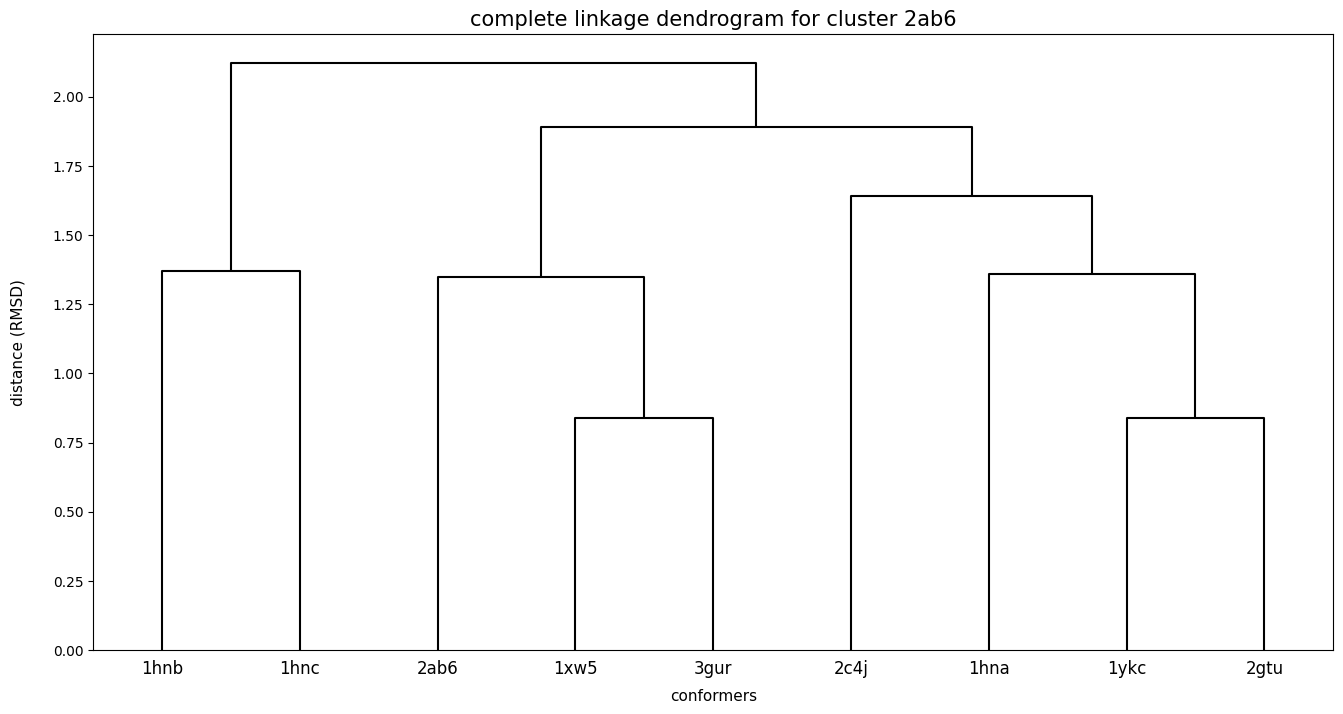 complete linkage dendrogram for cluster 2ab6
distance (RMSD)
2.00
1.75
1.50
1.25
1.00
0.75
0.50
0.25
0.00
1hnb 1hnc 2ab6 1xw5 3gur 2c4j 1hna 1ykc 2gtu
conformers